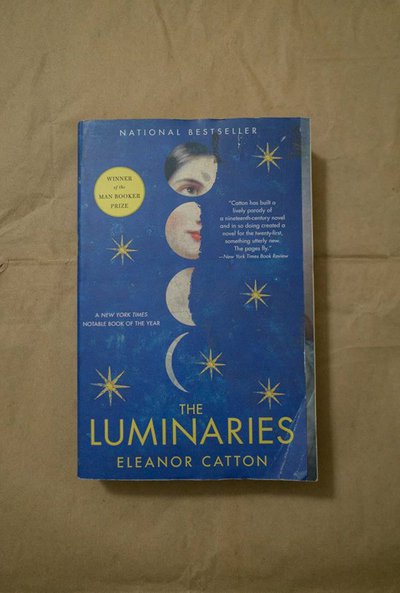 NATIONAL BESTSELLER
WINNER
of the
MAN BOOKER
PRIZE
"Catton has built a
lively parody of
a nineteenth-century novel
and in so doing created a
novel for the twenty-first,
something utterly new.
The pages fly."
—New York Times Book Review
A NEW YORK TIMES
NOTABLE BOOK OF THE YEAR
THE
LUMINARIES
ELEANOR CATTON